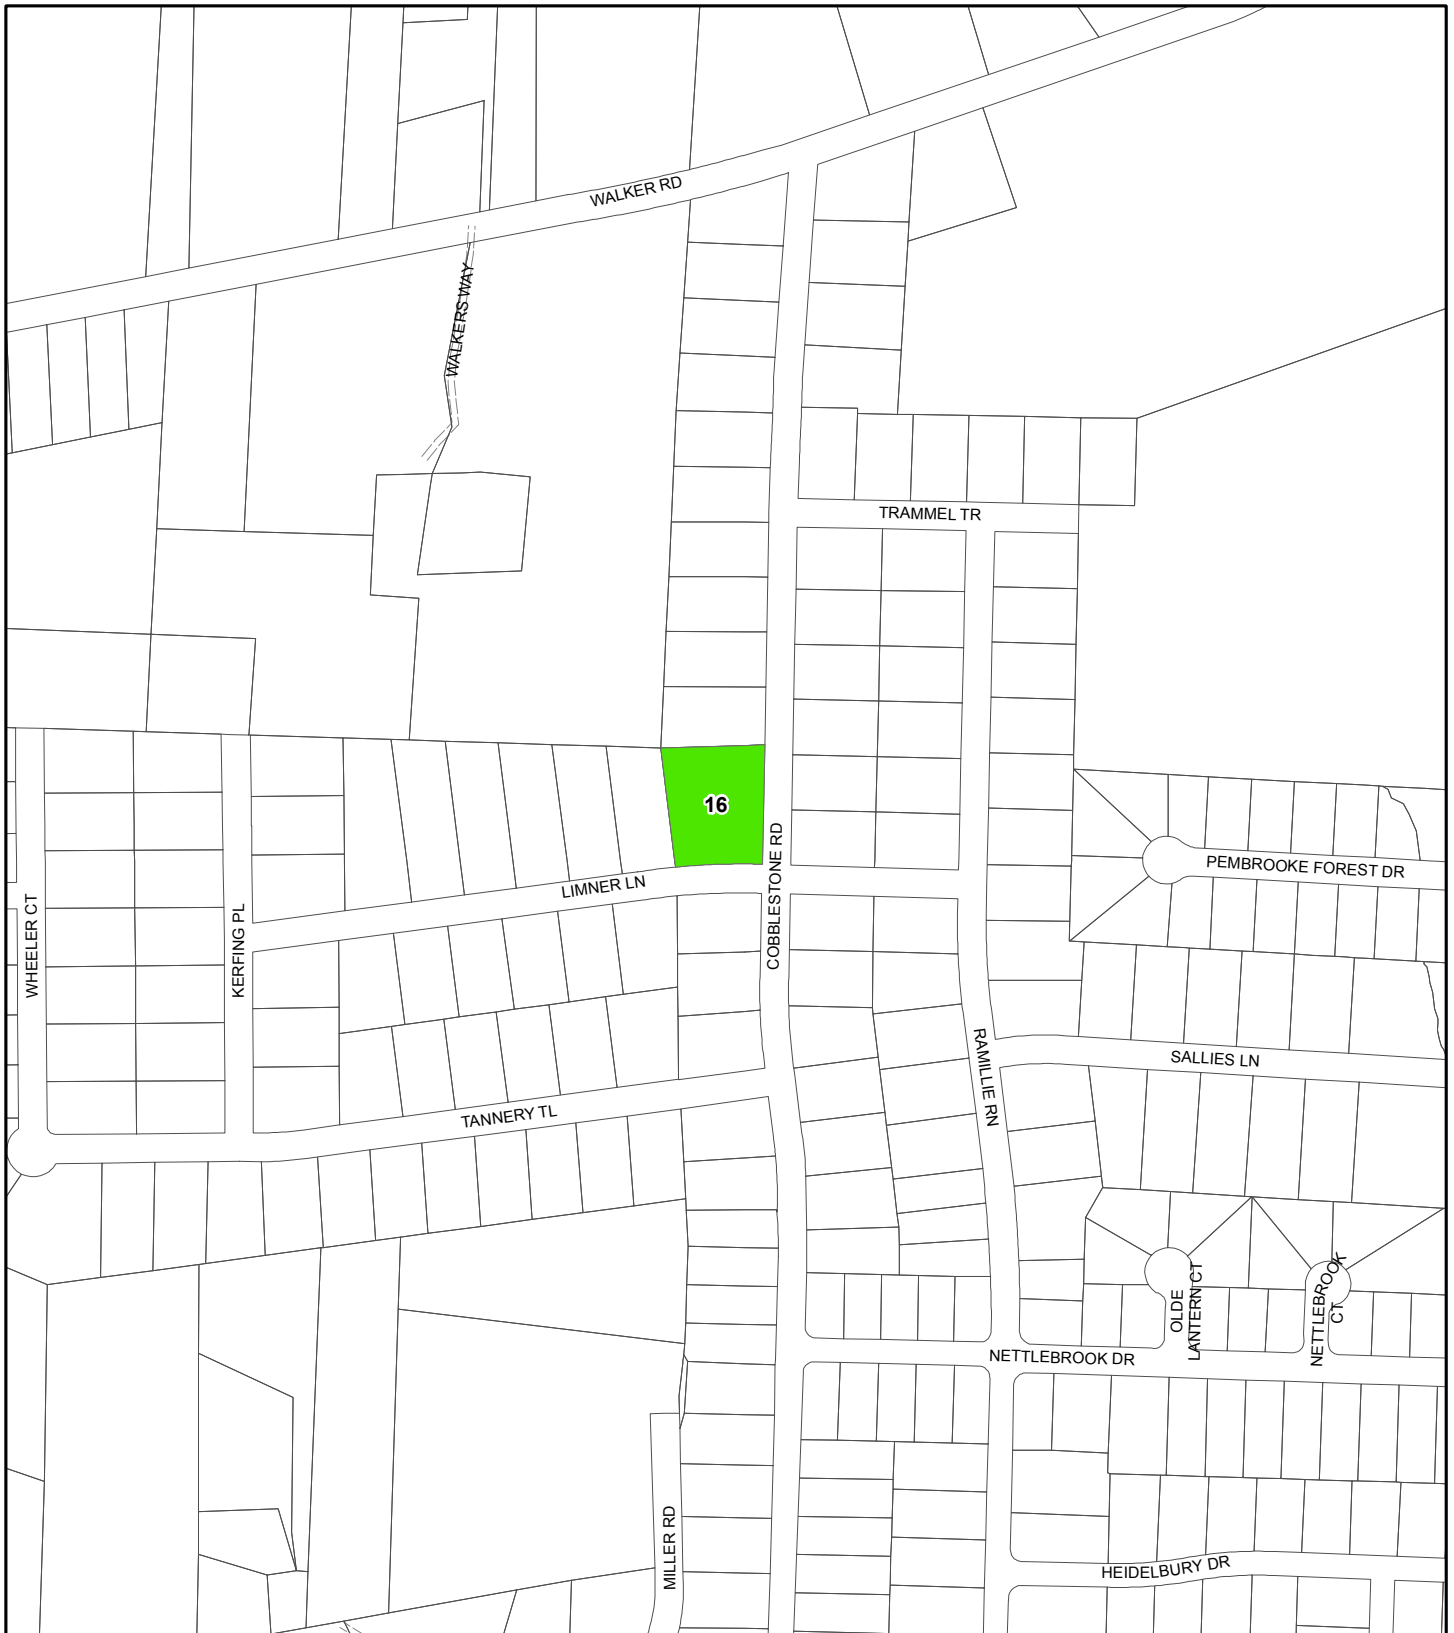 WALKER RD
WALKERS WAY
TRAMMEL TR
16
COBBLESTONE RD
PEMBROOKE FOREST DR
LIMNER LN
WHEELER CT
KERFING PL
RAMILLIE RN
SALLIES LN
TANNERY TL
OLDE
LANTERN CT
NETTLEBROOK
CT
NETTLEBROOK DR
MILLER RD
HEIDELBURY DR